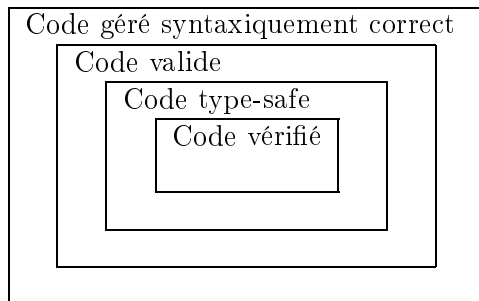 Code géré syntaxiquement correct
Code valide
Code type-safe
Code vérifié